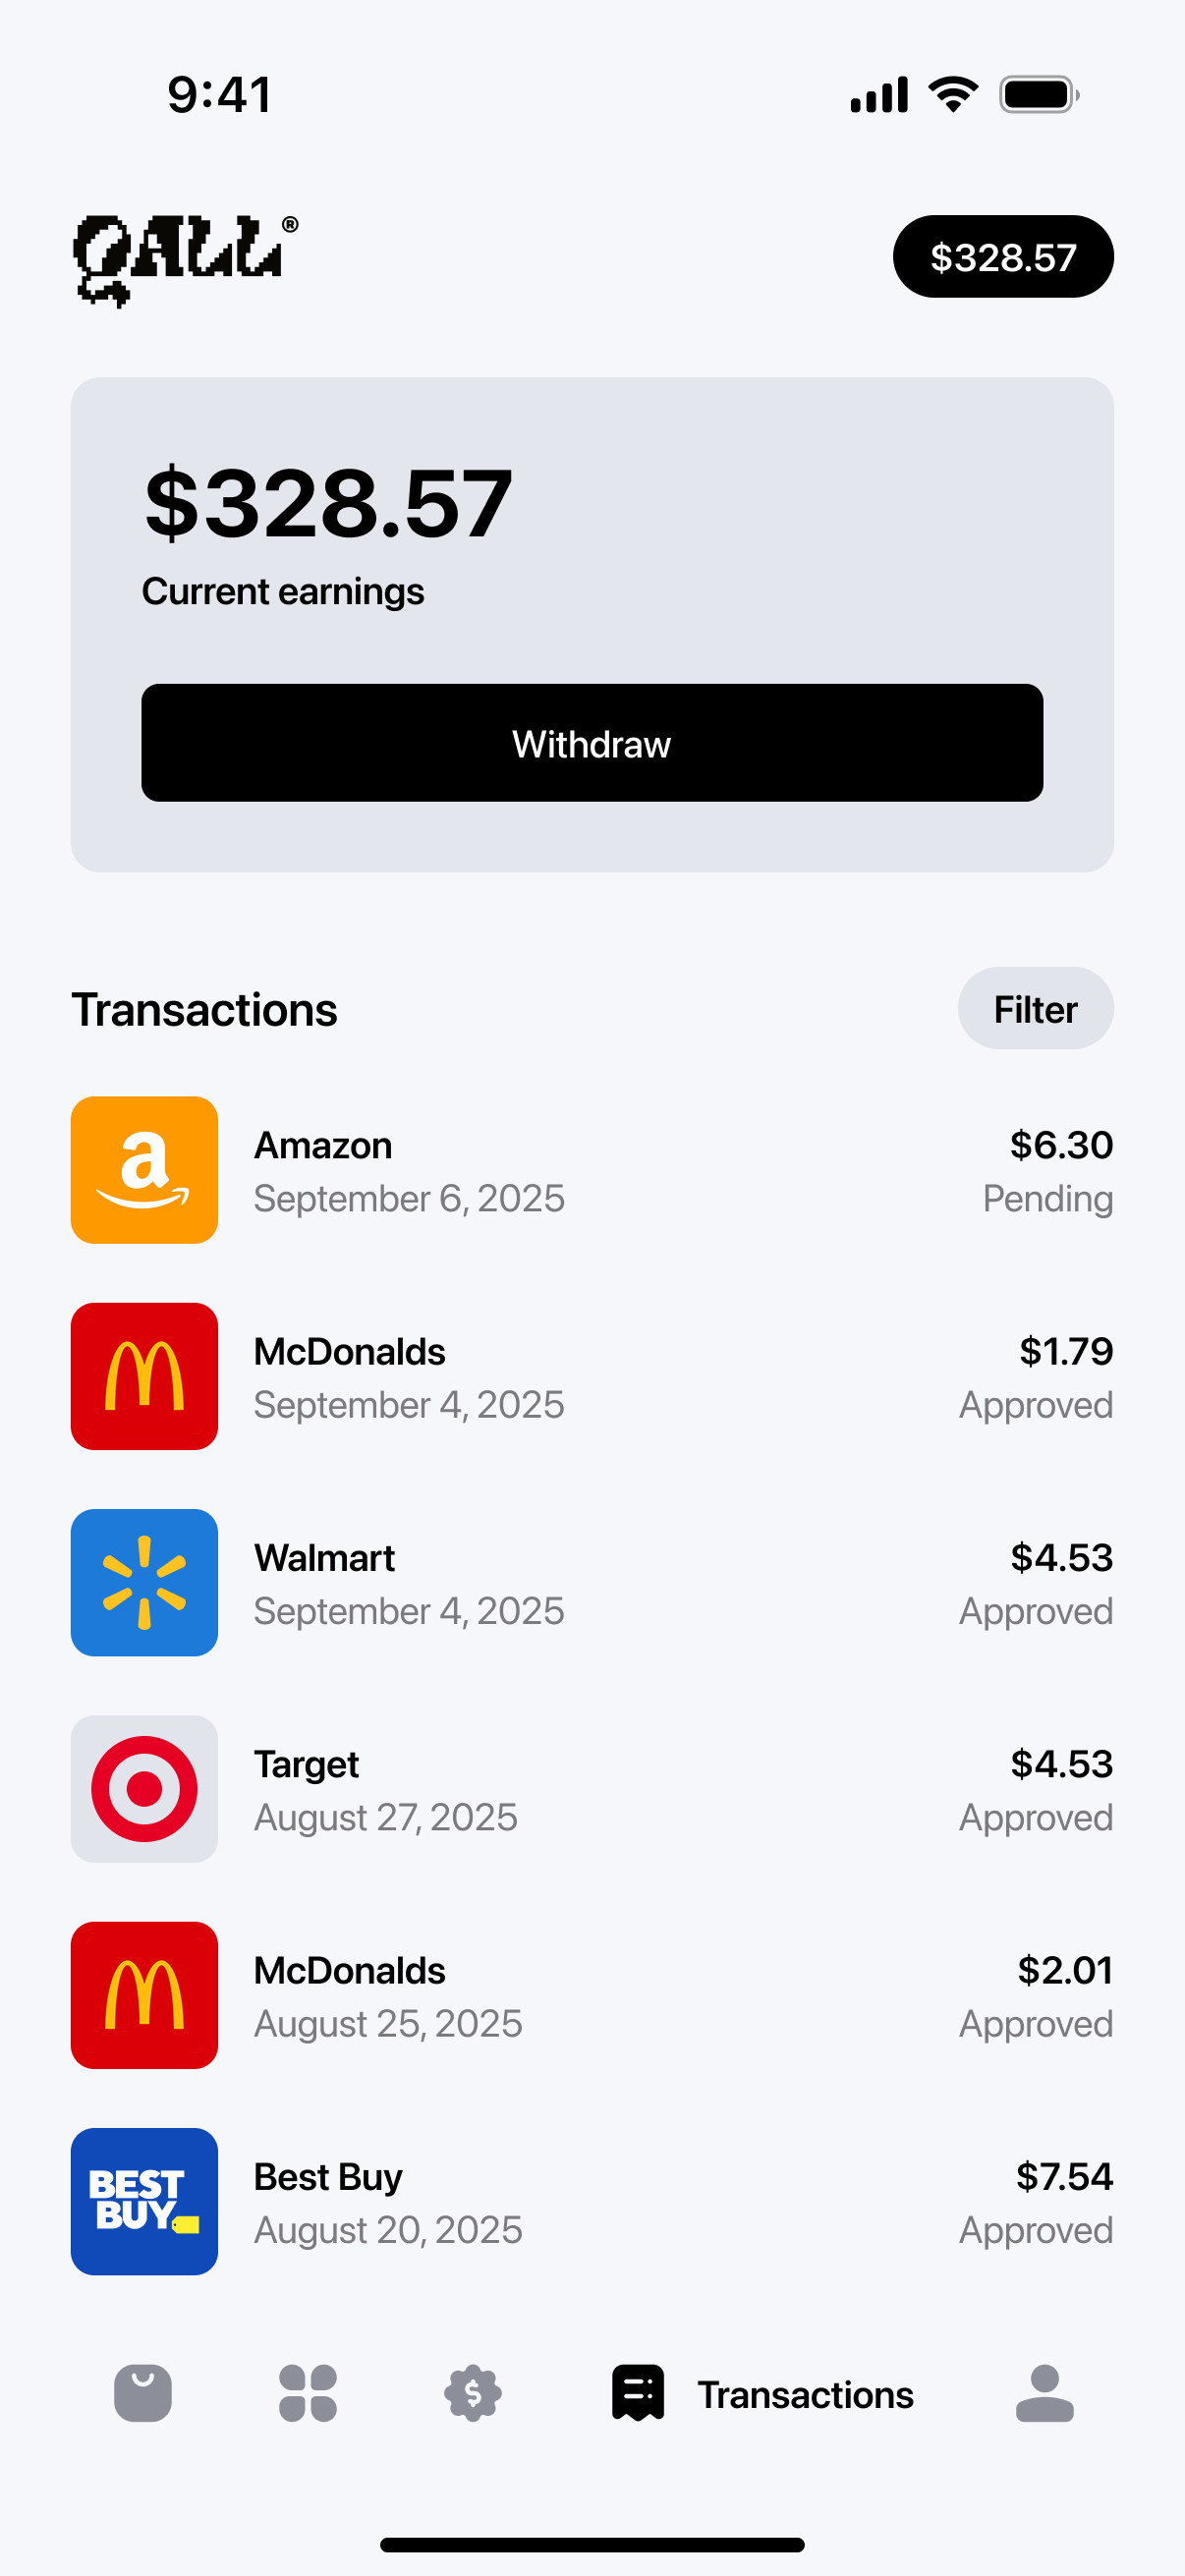 9:41
QALL®
$328.57
$328.57
Current earnings
Withdraw
Transactions
Filter
Amazon
$6.30
September 6, 2025
Pending
McDonalds
$1.79
September 4, 2025
Approved
Walmart
$4.53
September 4, 2025
Approved
Target
$4.53
August 27, 2025
Approved
McDonalds
$2.01
August 25, 2025
Approved
BEST
BUY
Best Buy
$7.54
August 20, 2025
Approved
Transactions